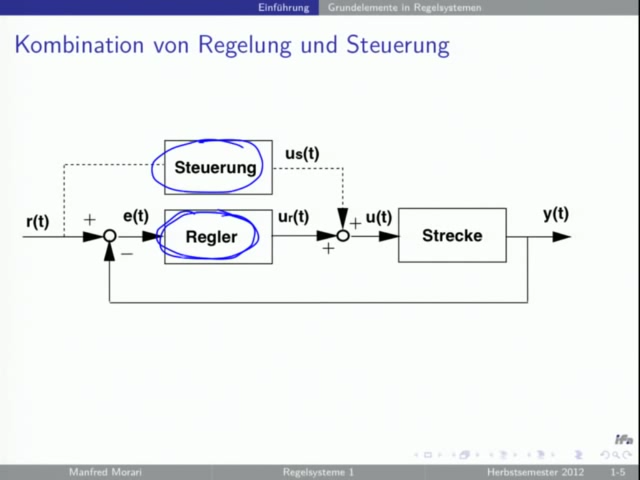 Einführung Grundelemente in Regelsystemen
Kombination von Regelung und Steuerung
Steuerung
us(t)
r(t)
+
e(t)
−
Regler
ur(t)
+
+
u(t)
Strecke
y(t)
ifa
Manfred Morari Regelsysteme 1 Herbstsemester 2012 1-5